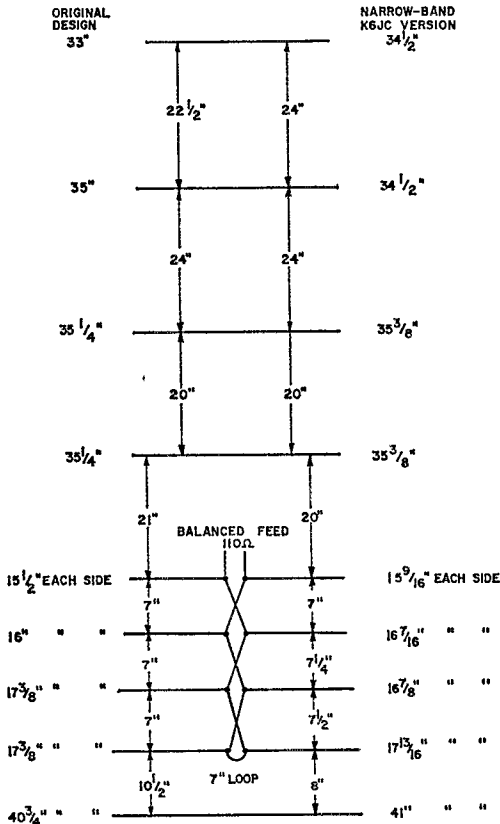 ORIGINAL
DESIGN
33"
NARROW-BAND
K6JC VERSION
34 1/2"
22 1/2"
24"
35"
34 1/2"
24"
24"
35 1/4"
35 3/8"
20"
20"
35 1/4"
35 3/8"
21"
20"
BALANCED FEED
110Ω
15 1/2" EACH SIDE
15 9/16" EACH SIDE
7"
7"
16" " "
16 7/16" " "
7"
7 1/4"
17 3/8" " "
16 7/8" " "
7"
7 1/2"
17 3/8" " "
17 13/16" " "
10 1/2"
7" LOOP
8"
40 3/4" " "
41" " "